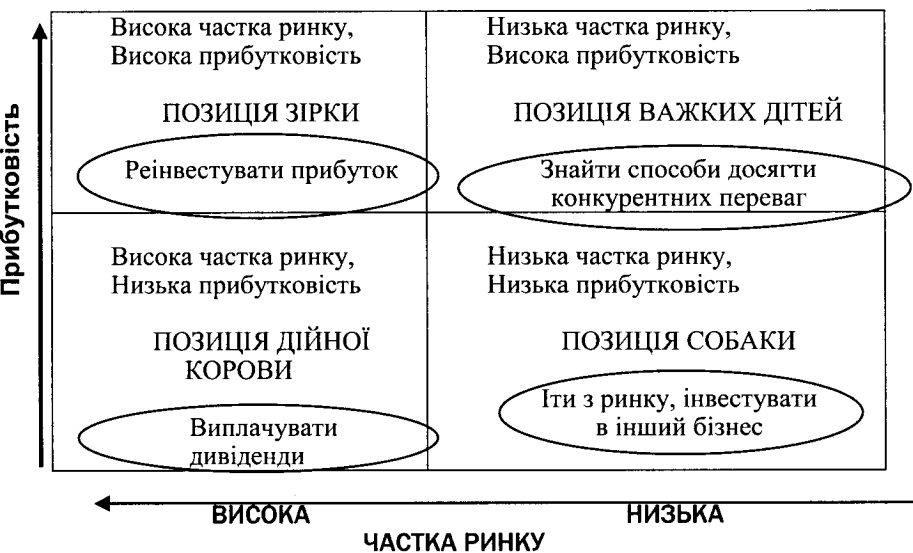 Прибутковість
Висока частка ринку,
Висока прибутковість
ПОЗИЦІЯ ЗІРКИ
Реінвестувати прибуток
Низька частка ринку,
Висока прибутковість
ПОЗИЦІЯ ВАЖКИХ ДІТЕЙ
Знайти способи досягти
конкурентних переваг
Висока частка ринку,
Низька прибутковість
ПОЗИЦІЯ ДІЙНОЇ
КОРОВИ
Виплачувати
дивіденди
Низька частка ринку,
Низька прибутковість
ПОЗИЦІЯ СОБАКИ
Іти з ринку, інвестувати
в інший бізнес
ВИСОКА
НИЗЬКА
ЧАСТКА РИНКУ